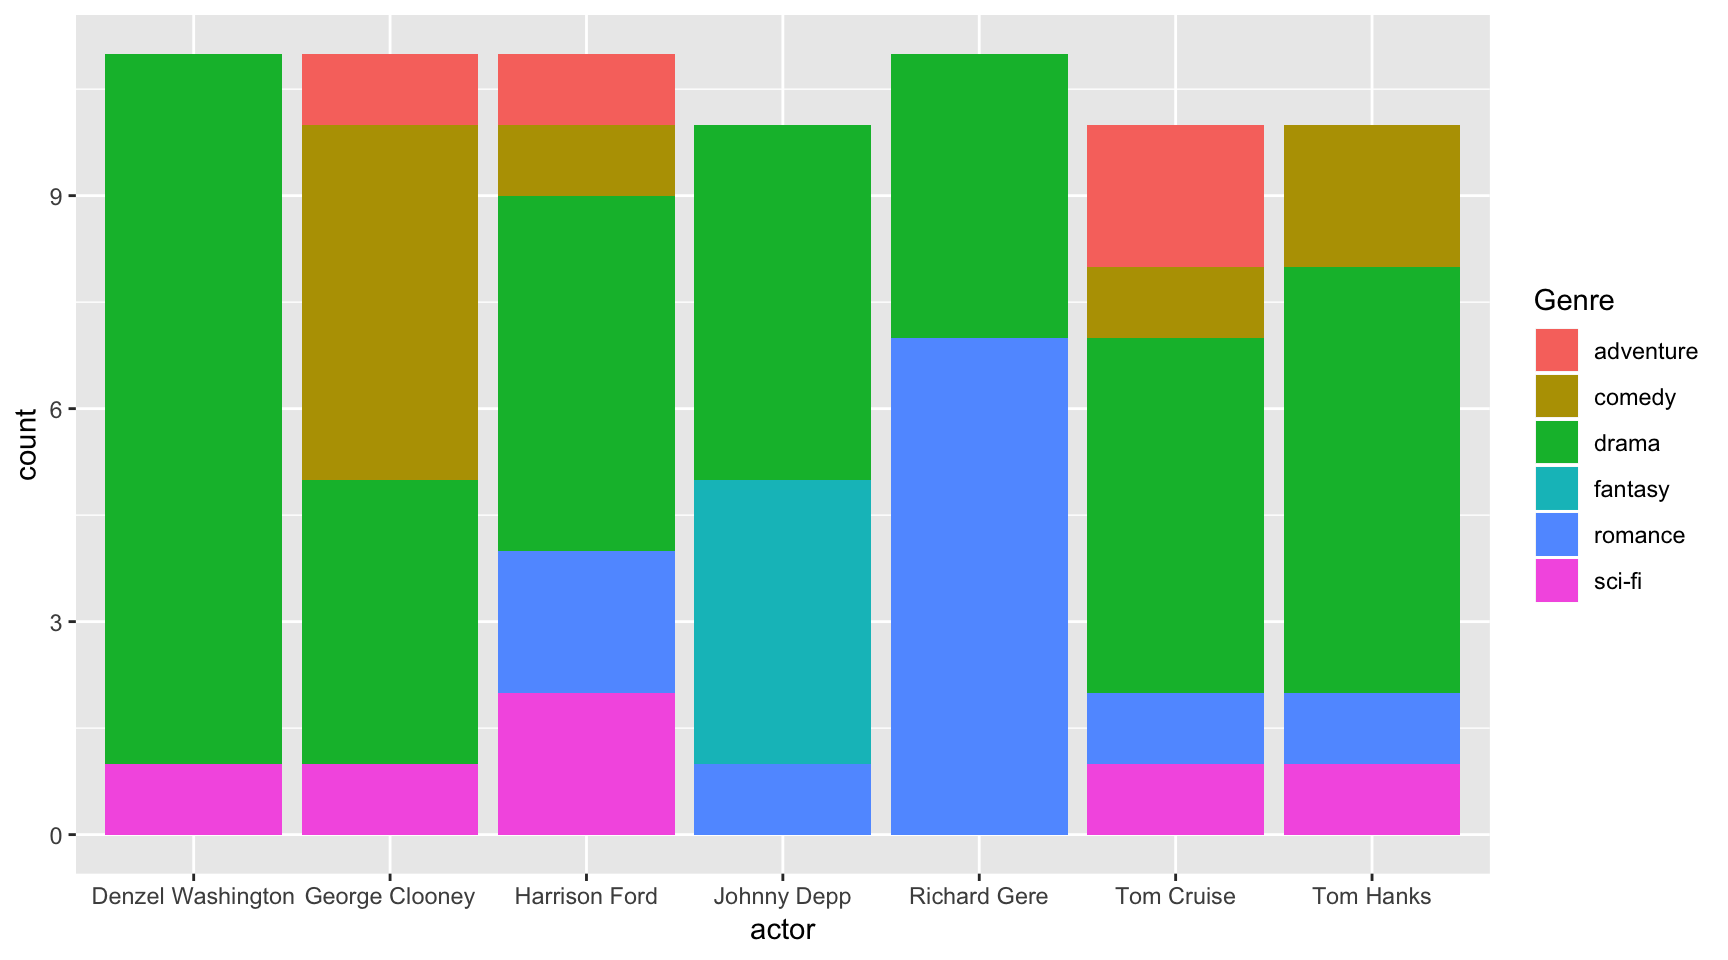 count
9
6
3
0
Denzel Washington George Clooney Harrison Ford Johnny Depp Richard Gere Tom Cruise Tom Hanks
actor
Genre
adventure
comedy
drama
fantasy
romance
sci-fi